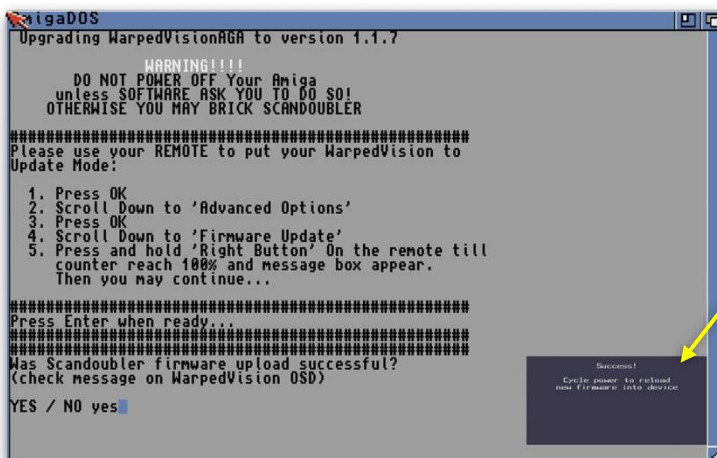 AmigaDOS
Upgrading WarpedVisionAGA to version 1.1.7
WARNING!!!!
DO NOT POWER OFF Your Amiga
unless SOFTWARE ASK YOU TO DO SO!
OTHERWISE YOU MAY BRICK SCANDOUBLER
###################################################
Please use your REMOTE to put your WarpedVision to
Update Mode:
1. Press OK
2. Scroll Down to 'Advanced Options'
3. Press OK
4. Scroll Down to 'Firmware Update'
5. Press and hold 'Right Button' On the remote till
counter reach 100% and message box appear.
Then you may continue...
###################################################
Press Enter when ready...
###################################################
###################################################
Was Scandoubler firmware upload successful?
(check message on WarpedVision OSD)
YES / NO yes
Success!
Cycle power to reload
new firmware into device